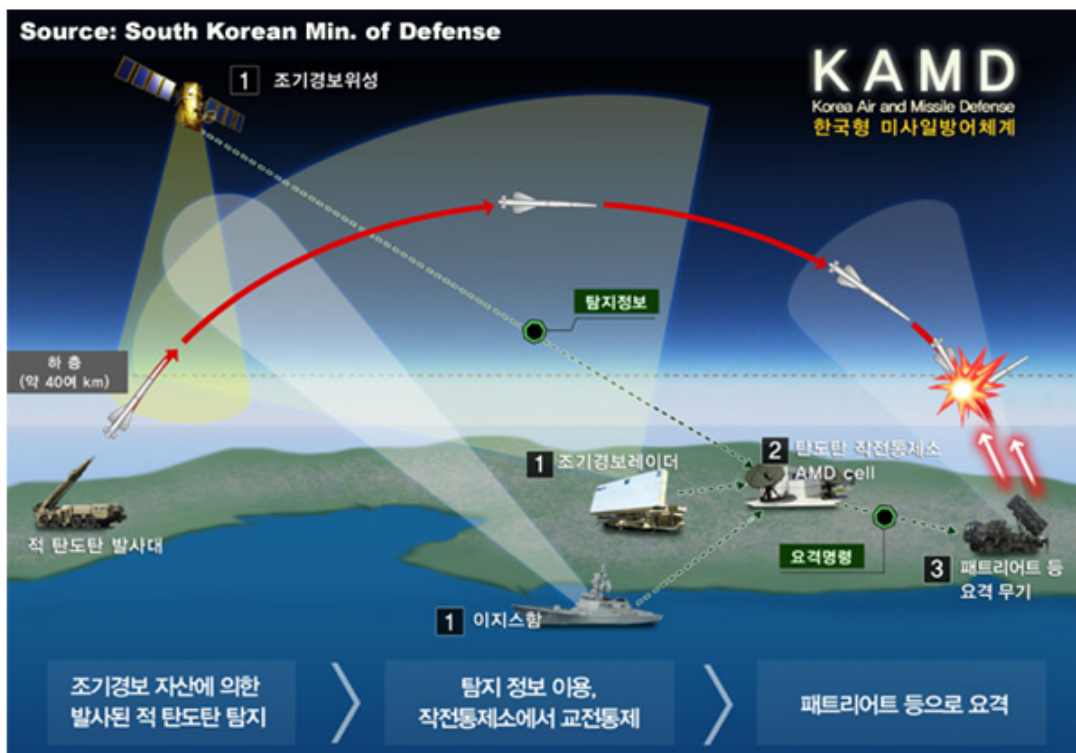 Source: South Korean Min. of Defense
KAMD
Korea Air and Missile Defense
한국형 미사일방어체계
1 조기경보위성
탐지정보
하 층
(약 40여 km)
1 조기경보레이더
2 탄도탄 작전통제소
AMD cell
적 탄도탄 발사대
요격명령
3 패트리어트 등
요격 무기
1 이지스함
조기경보 자산에 의한
발사된 적 탄도탄 탐지
탐지 정보 이용,
작전통제소에서 교전통제
패트리어트 등으로 요격